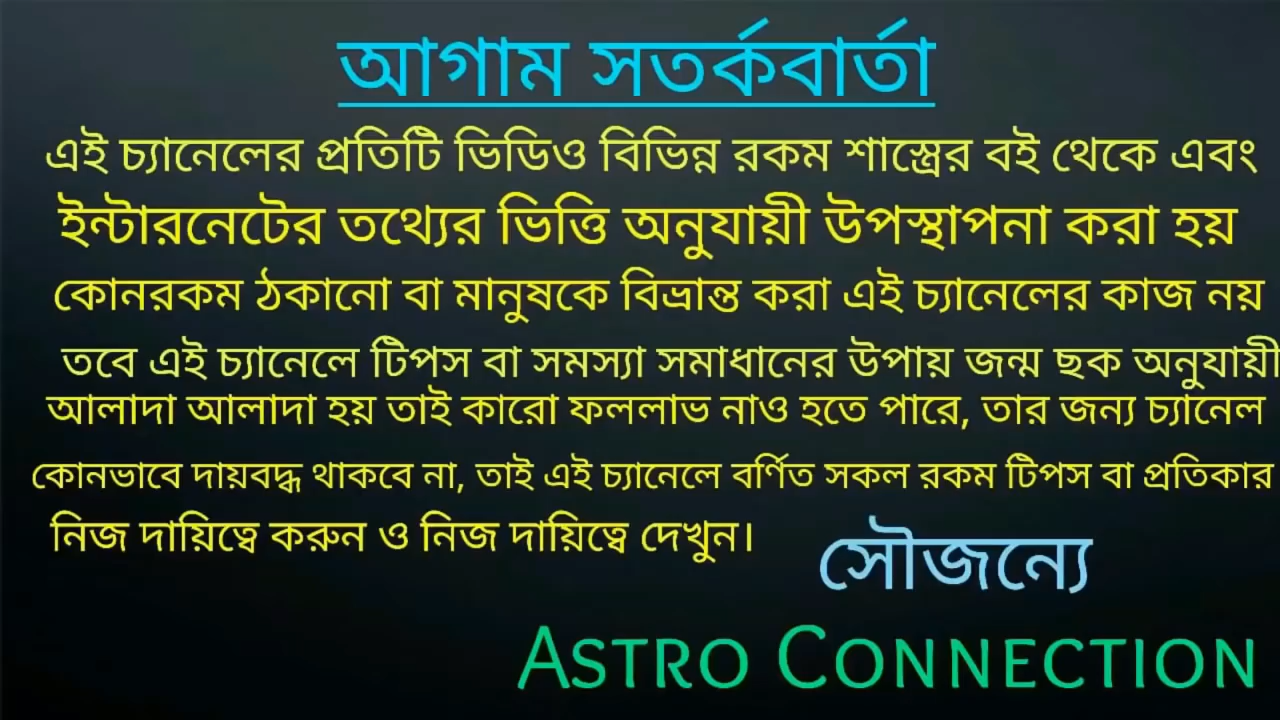 আগাম সতর্কবার্তা
এই চ্যানেলের প্রতিটি ভিডিও বিভিন্ন রকম শাস্ত্রের বই থেকে এবং
ইন্টারনেটের তথ্যের ভিত্তি অনুযায়ী উপস্থাপনা করা হয়
কোনরকম ঠকানো বা মানুষকে বিভ্রান্ত করা এই চ্যানেলের কাজ নয়
তবে এই চ্যানেলে টিপস বা সমস্যা সমাধানের উপায় জন্ম ছক অনুযায়ী
আলাদা আলাদা হয় তাই কারো ফললাভ নাও হতে পারে, তার জন্য চ্যানেল
কোনভাবে দায়বদ্ধ থাকবে না, তাই এই চ্যানেলে বর্ণিত সকল রকম টিপস বা প্রতিকার
নিজ দায়িত্বে করুন ও নিজ দায়িত্বে দেখুন।
সৌজন্যে
ASTRO CONNECTION